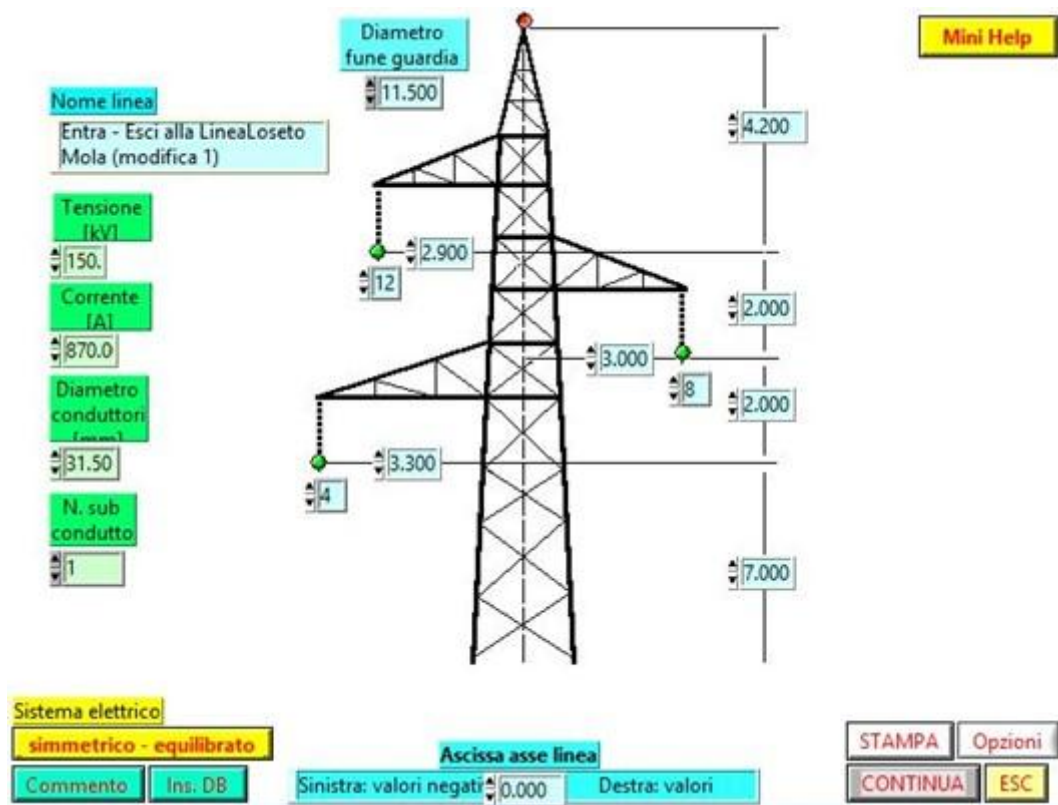 Diametro
fune guardia
11.500
Mini Help
Nome linea
Entra - Esci alla LineaLoseto
Mola (modifica 1)
4.200
Tensione
[kV]
150.
2.900
12
Corrente
[A]
870.0
2.000
3.000
8
Diametro
conduttori
[mm]
31.50
2.000
3.300
4
N. sub
condutto
1
7.000
Sistema elettrico
simmetrico - equilibrato
Commento
Ins. DB
Ascissa asse linea
Sinistra: valori negati
0.000
Destra: valori
STAMPA
Opzioni
CONTINUA
ESC